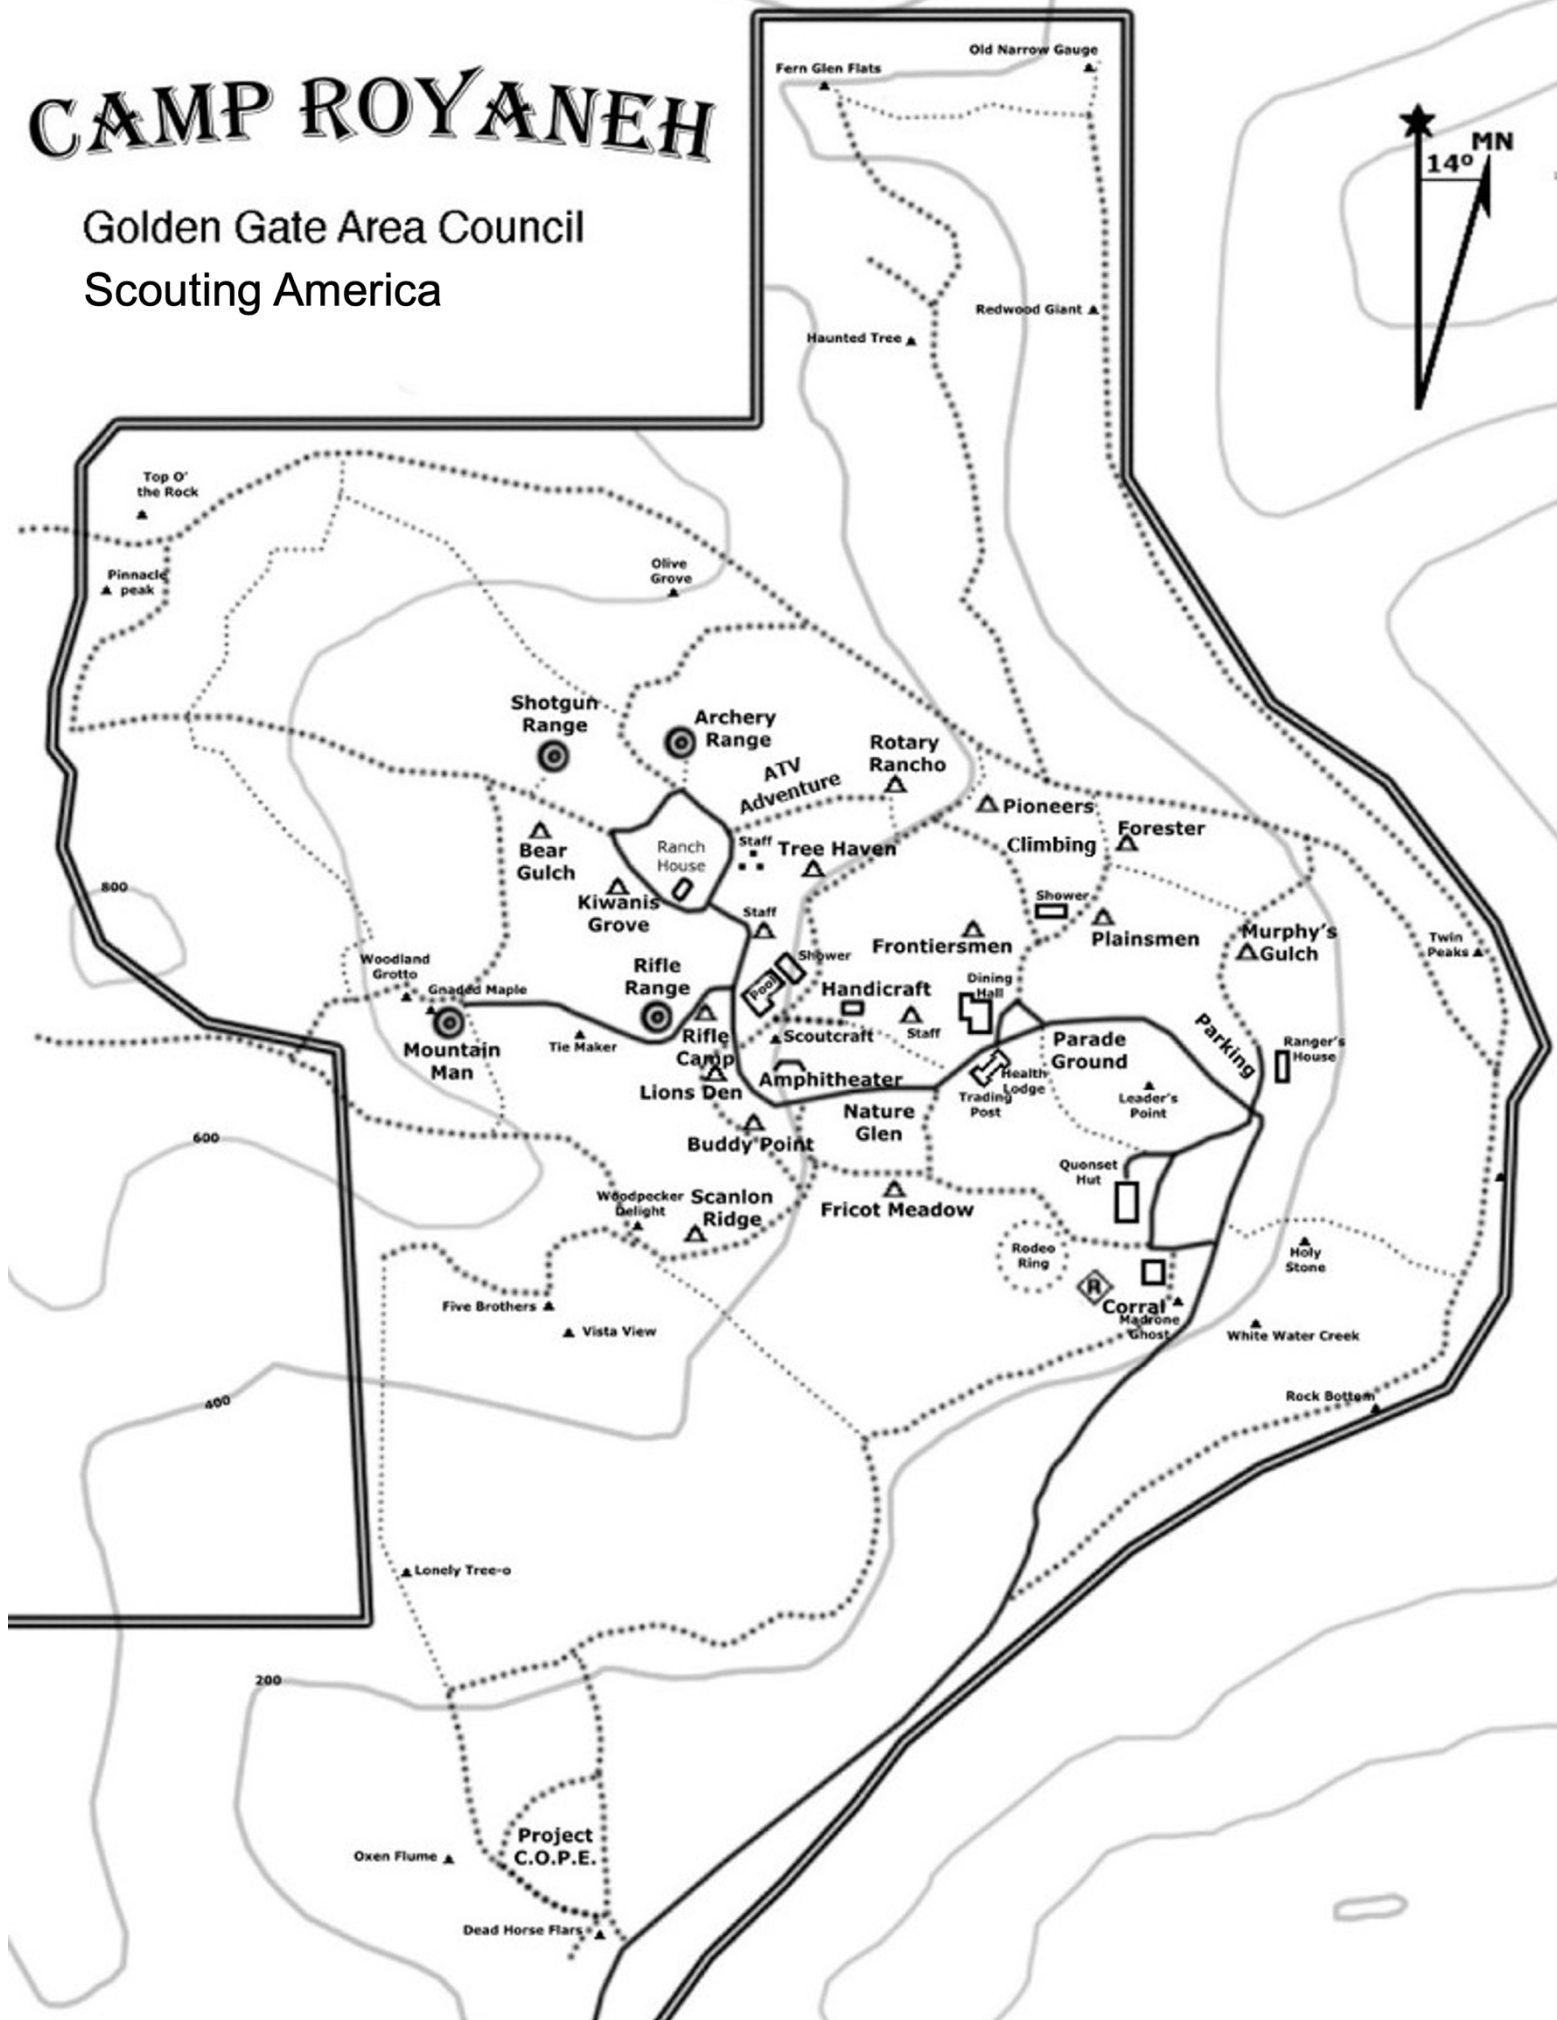 CAMP ROYANEH
Golden Gate Area Council
Scouting America
Old Narrow Gauge
Fern Glen Flats
MN
14º
Redwood Giant
Haunted Tree
Top O'
the Rock
Pinnacle
peak
Olive
Grove
Shotgun
Range
Archery
Range
Rotary
Rancho
ATV
Adventure
Pioneers
Forester
Climbing
Ranch
House
Staff
Tree Haven
Bear
Gulch
Kiwanis
Grove
Staff
Shower
Plainsmen
Murphy's
Gulch
Twin
Peaks
Frontiersmen
800
Woodland
Grotto
Gnaded Maple
Rifle
Range
Shower
Pool
Handicraft
Dining
Hall
Staff
Scoutcraft
Rifle
Camp
Tie Maker
Mountain
Man
Parade
Ground
Parking
Ranger's
House
Lions Den
Amphitheater
Health
Lodge
Trading
Post
Leader's
Point
Nature
Glen
Buddy Point
600
Quonset
Hut
Woodpecker
Delight
Scanlon
Ridge
Fricot Meadow
Rodeo
Ring
Holy
Stone
R
Corral
Madrone
Ghost
Five Brothers
Vista View
White Water Creek
400
Rock Bottem
Lonely Tree-o
200
Project
C.O.P.E.
Oxen Flume
Dead Horse Flars